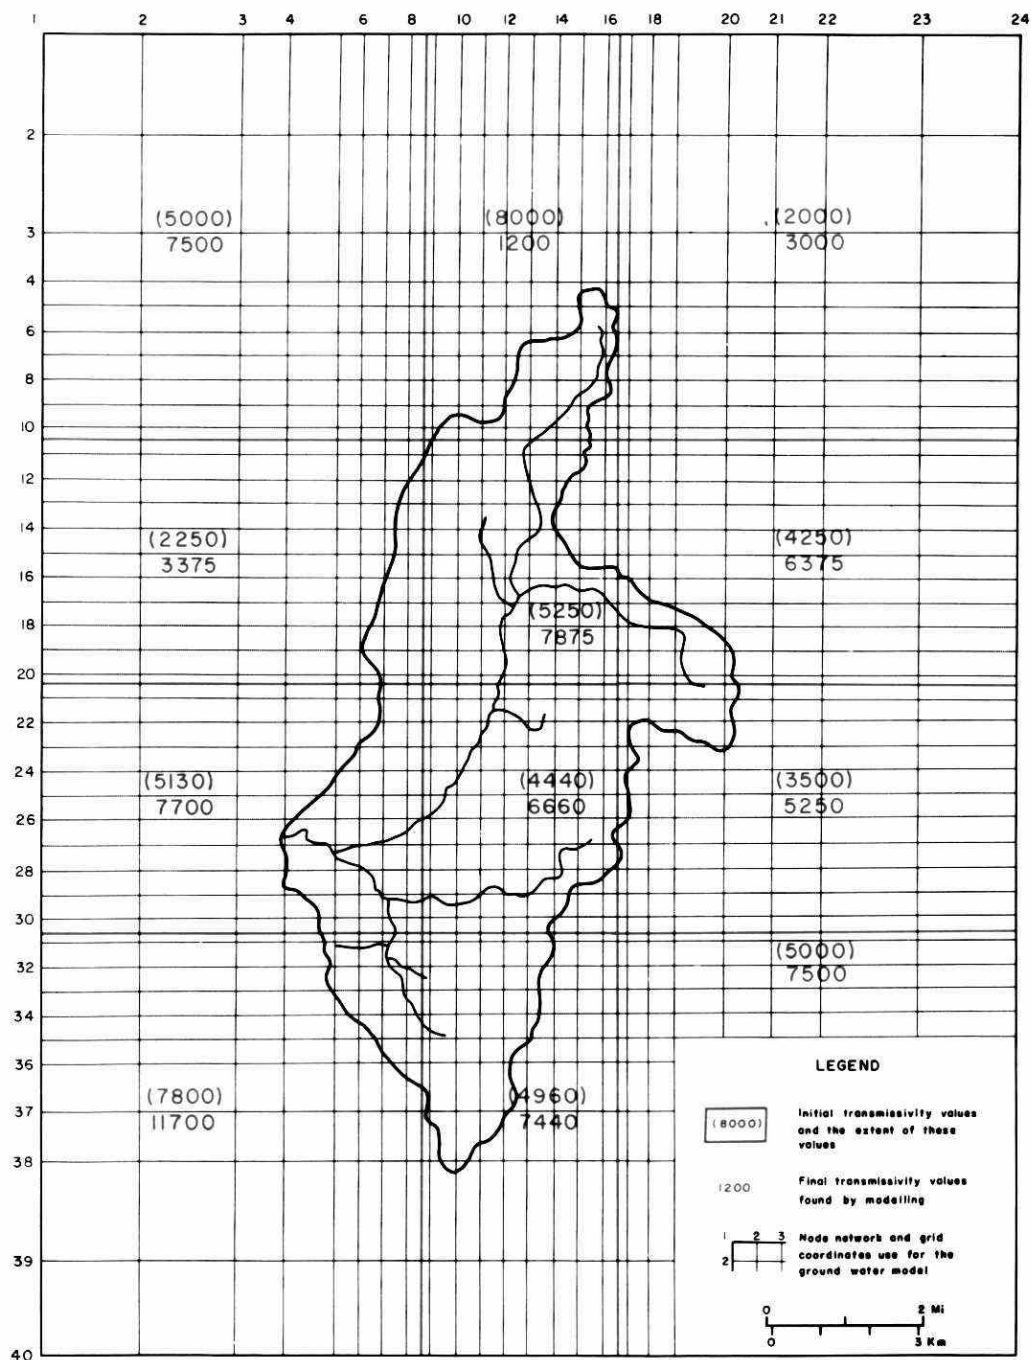 1 2 3 4 6 8 10 12 14 16 18 20 21 22 23 24
2
(5000) (8000) (2000)
3
7500 1200 3000
4
6
8
10
12
14
(2250) (4250)
3375 6375
16
(5250)
18
7875
20
22
24
(5130) (4440) (3500)
7700 6660 5250
26
28
30
(5000)
32
7500
34
36
(7800) (4960)
37
11700 7440
38
39
40
LEGEND
(8000)
Initial transmissivity values
and the extent of these
values
1200
Final transmissivity values
found by modelling
1 2 3
2
Node network and grid
coordinates use for the
ground water model
0 2 Mi
0 3 Km